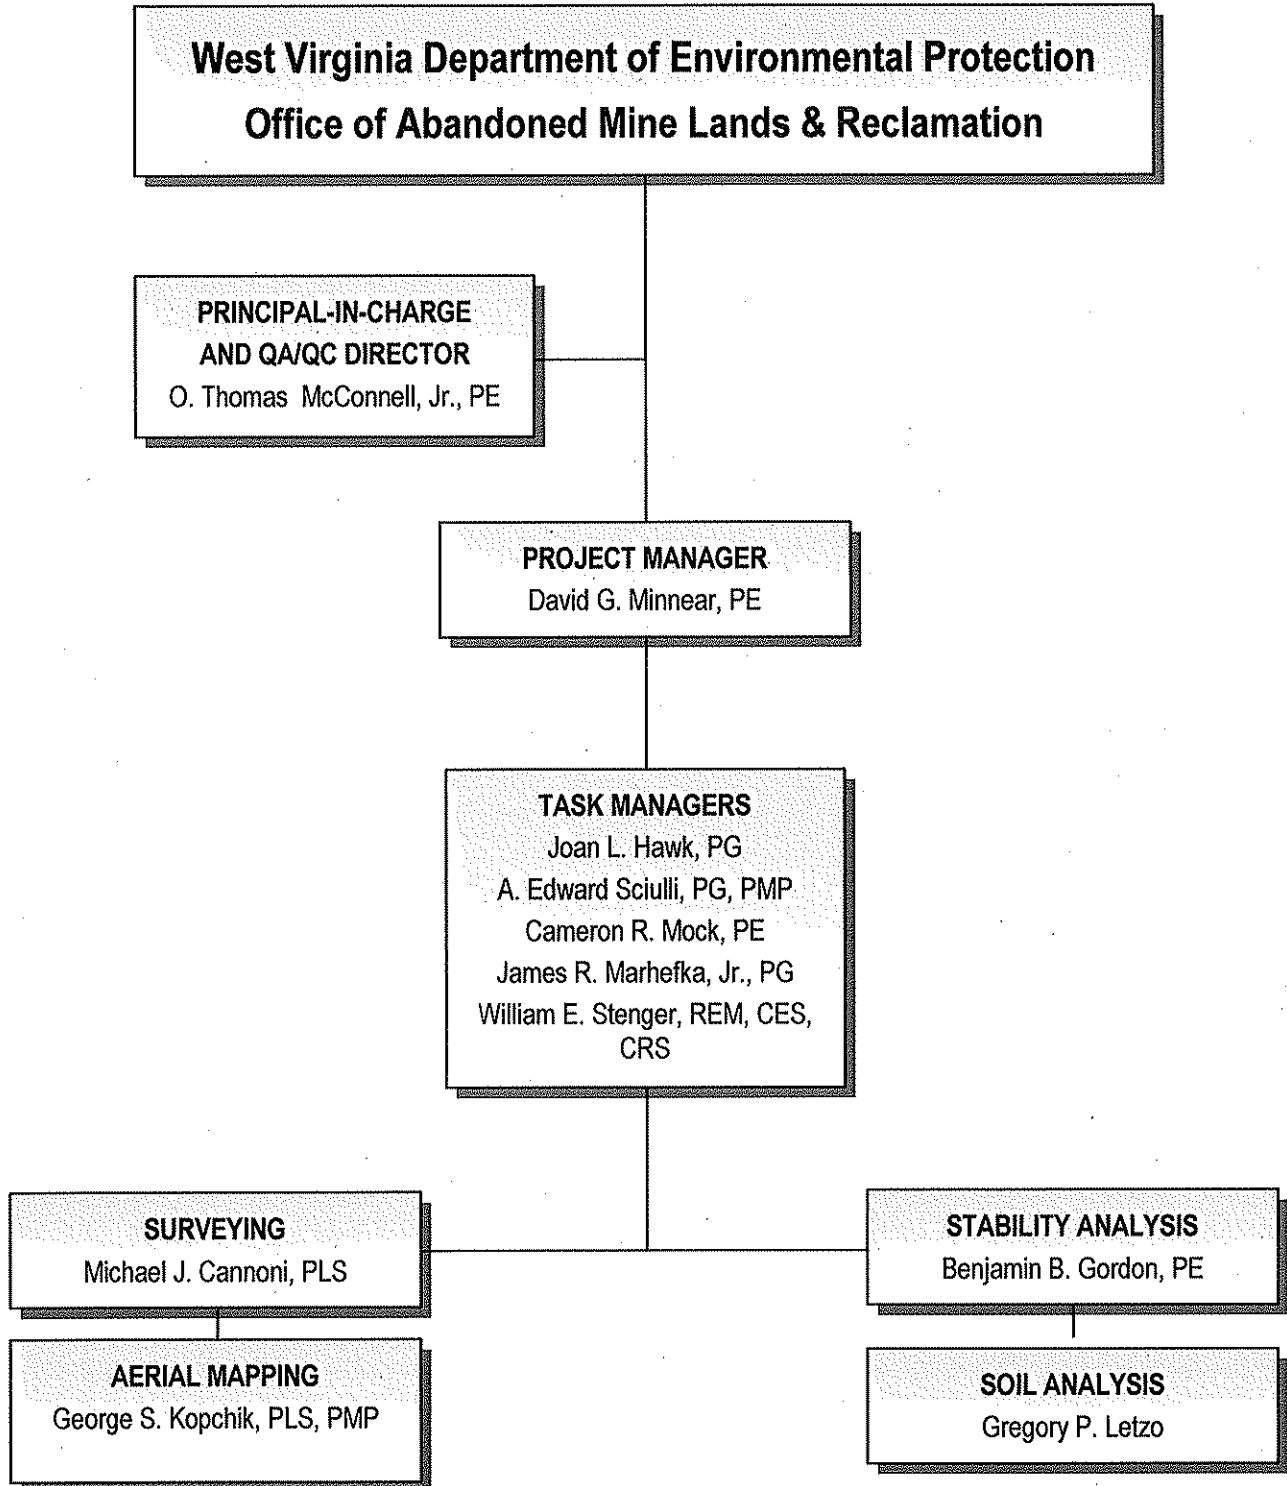 West Virginia Department of Environmental Protection
Office of Abandoned Mine Lands & Reclamation
PRINCIPAL-IN-CHARGE
AND QA/QC DIRECTOR
O. Thomas McConnell, Jr., PE
PROJECT MANAGER
David G. Minnear, PE
TASK MANAGERS
Joan L. Hawk, PG
A. Edward Sciulli, PG, PMP
Cameron R. Mock, PE
James R. Marhefka, Jr., PG
William E. Stenger, REM, CES,
CRS
SURVEYING
Michael J. Cannoni, PLS
AERIAL MAPPING
George S. Kopchik, PLS, PMP
STABILITY ANALYSIS
Benjamin B. Gordon, PE
SOIL ANALYSIS
Gregory P. Letzo